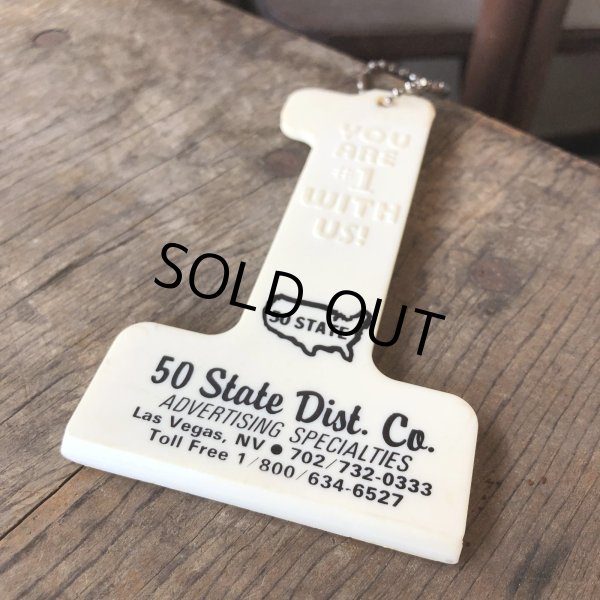 YOU
ARE
#1
WITH
US!
SOLD OUT
50 STATE
50 State Dist. Co.
ADVERTISING SPECIALTIES
Las Vegas, NV ● 702/732-0333
Toll Free 1/800/634-6527